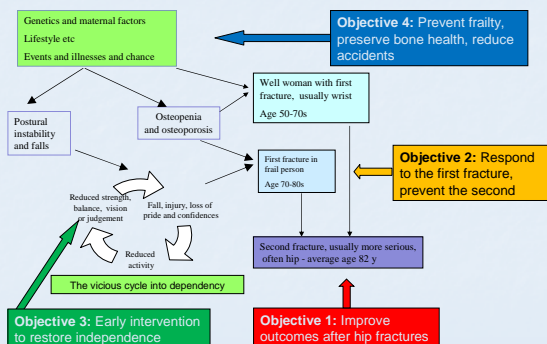 Genetics and maternal factors
Lifestyle etc
Events and illnesses and chance
Objective 4: Prevent frailty,
preserve bone health, reduce
accidents
Well woman with first
fracture, usually wrist
Age 50-70s
Postural
instability
and falls
Osteopenia
and osteoporosis
First fracture in
frail person
Age 70-80s
Objective 2: Respond
to the first fracture,
prevent the second
Reduced strength,
balance, vision
or judgement
Fall, injury, loss of
pride and confidences
Reduced
activity
Second fracture, usually more serious,
often hip - average age 82 y
The vicious cycle into dependency
Objective 3: Early intervention
to restore independence
Objective 1: Improve
outcomes after hip fractures